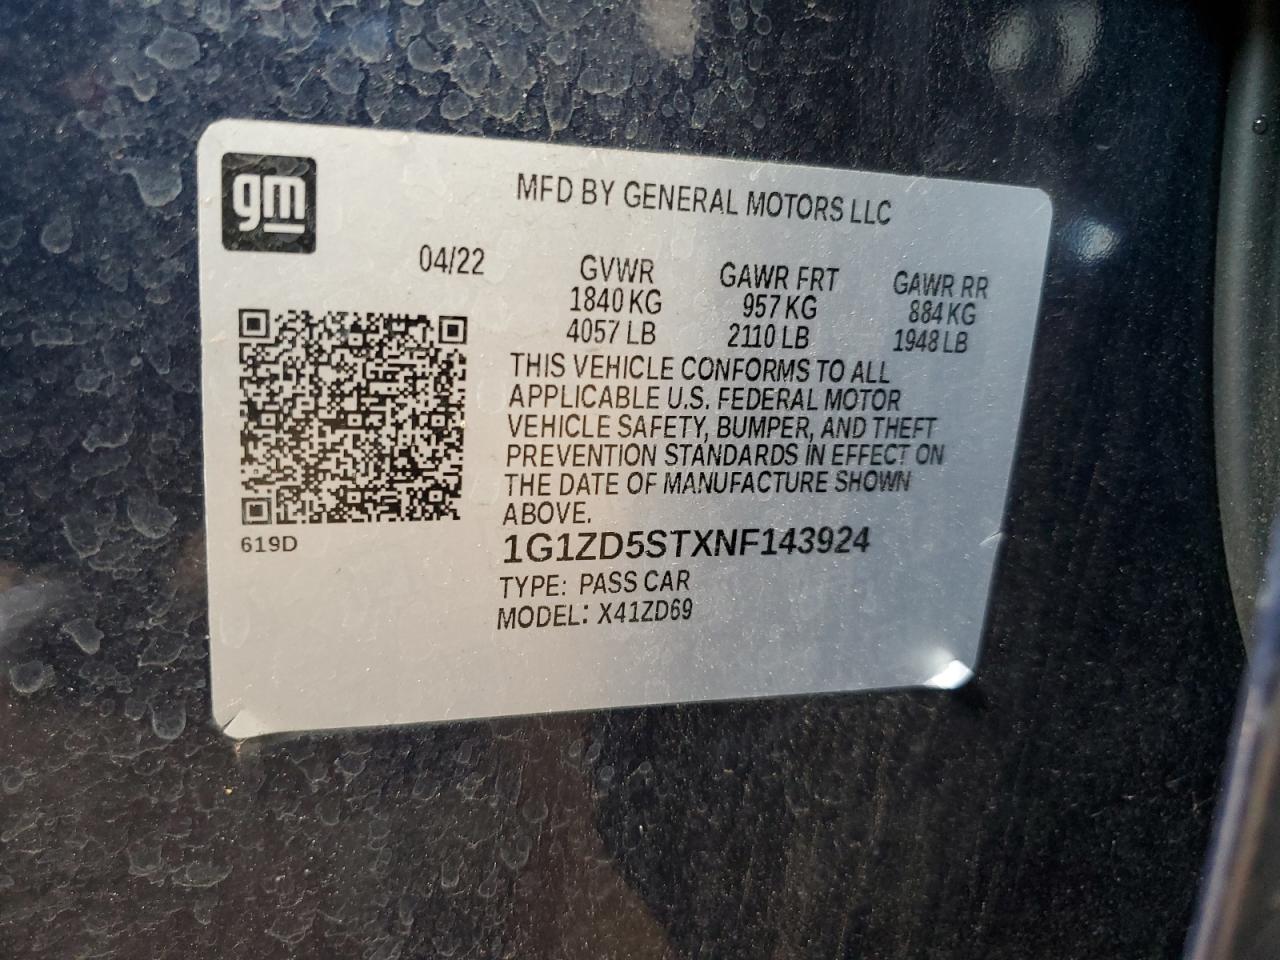 gm
MFD BY GENERAL MOTORS LLC
04/22
GVWR GAWR FRT GAWR RR
1840 KG 957 KG 884 KG
4057 LB 2110 LB 1948 LB
THIS VEHICLE CONFORMS TO ALL
APPLICABLE U.S. FEDERAL MOTOR
VEHICLE SAFETY, BUMPER, AND THEFT
PREVENTION STANDARDS IN EFFECT ON
THE DATE OF MANUFACTURE SHOWN
ABOVE.
619D
1G1ZD5STXNF143924
TYPE: PASS CAR
MODEL: X41ZD69